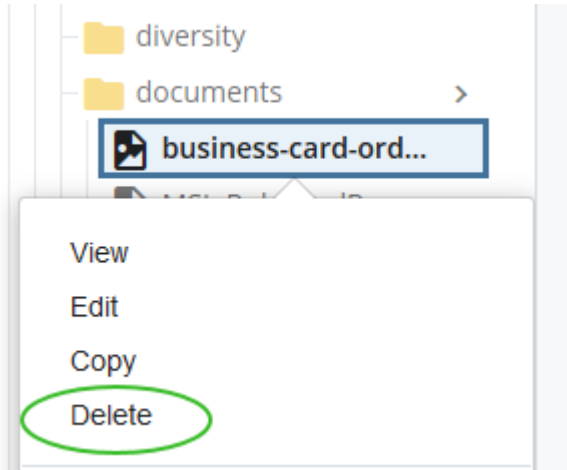 diversity
documents
business-card-ord...
View
Edit
Copy
Delete